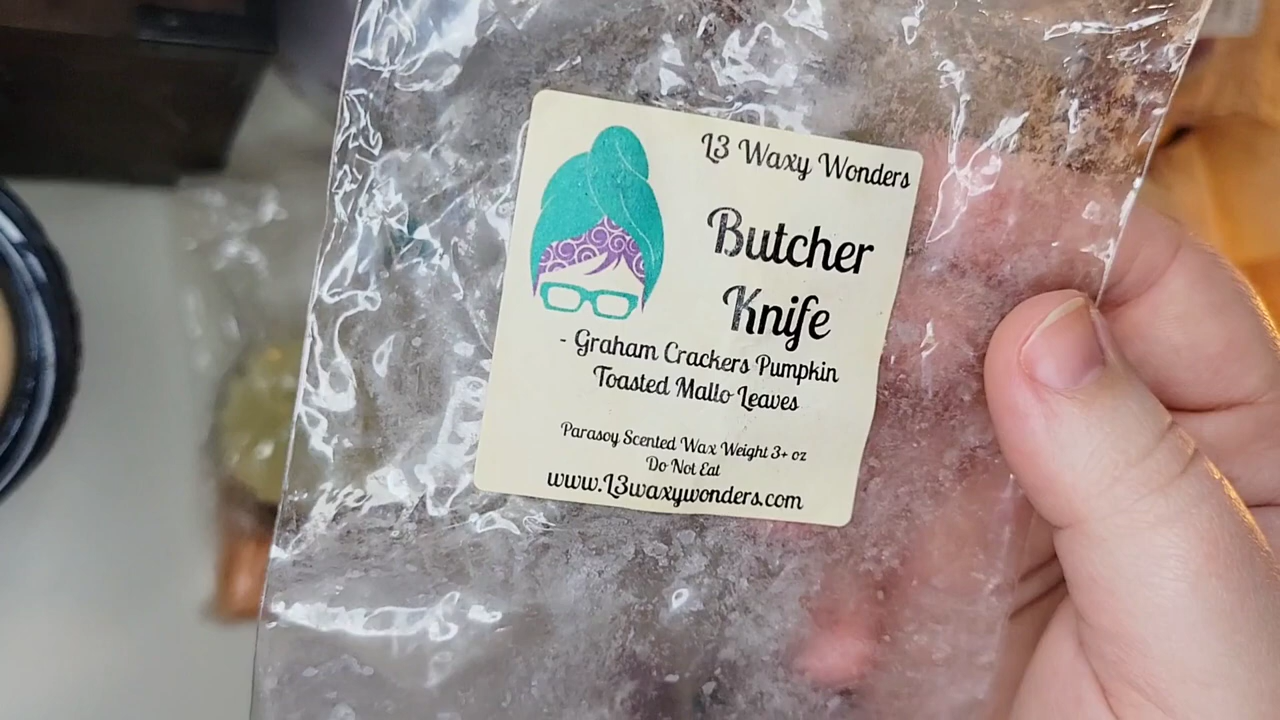 L3 Waxy Wonders
Butcher
Knife
- Graham Crackers Pumpkin
Toasted Mallo Leaves
Parasoy Scented Wax Weight 3+ oz
Do Not Eat
www.L3waxywonders.com